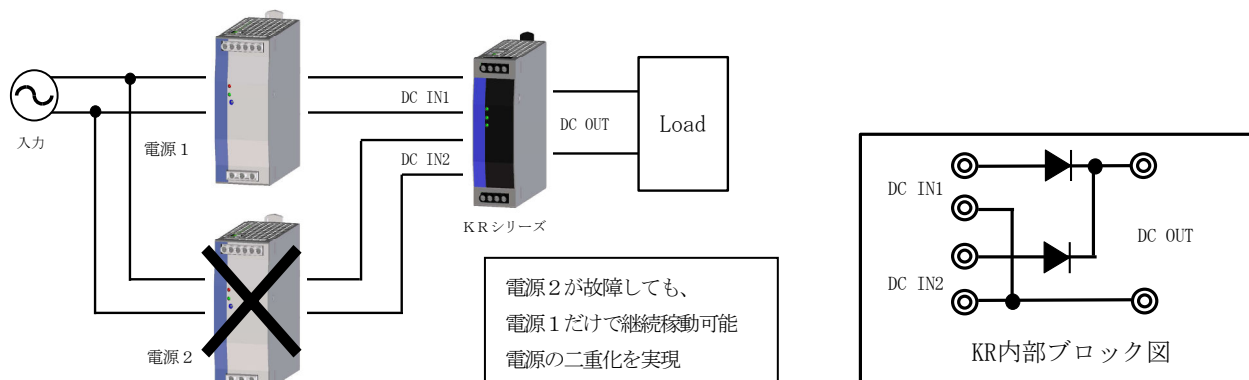 入力
電源１
電源２
DC IN1
DC IN2
KRシリーズ
DC OUT
Load
電源２が故障しても、
電源１だけで継続稼動可能
電源の二重化を実現
DC IN1
DC IN2
DC OUT
KR内部ブロック図